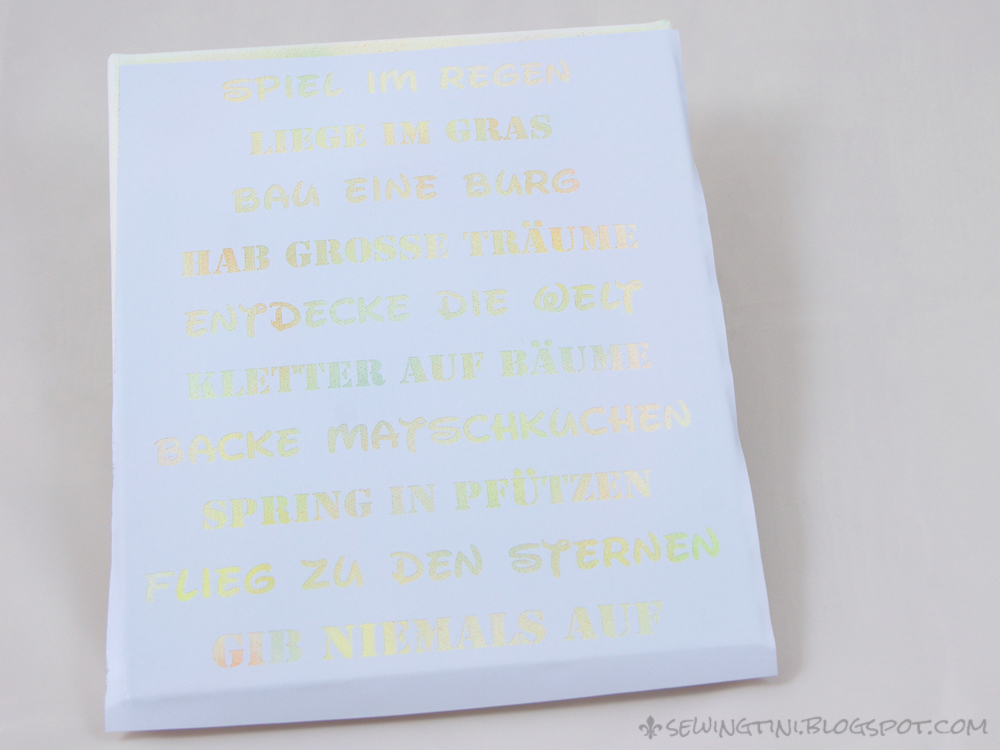 SPIEL IM REGEN
LIEGE IM GRAS
BAU EINE BURG
HAB GROSSE TRÄUME
ENTDECKE DIE WELT
KLETTER AUF BÄUME
BACKE MATSCHKUCHEN
SPRING IN PFÜTZEN
FLIEG ZU DEN STERNEN
GIB NIEMALS AUF
SEWINGTINI.BLOGSPOT.COM